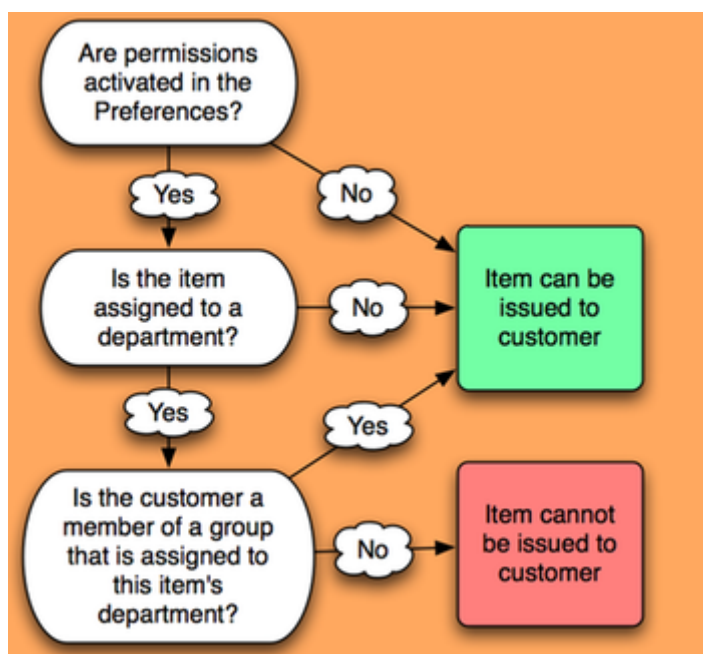 Are permissions
activated in the
Preferences?
Yes
No
Is the item
assigned to a
department?
No
Item can be
issued to
customer
Yes
Yes
Is the customer a
member of a group
that is assigned to
this item's
department?
No
Item cannot
be issued to
customer